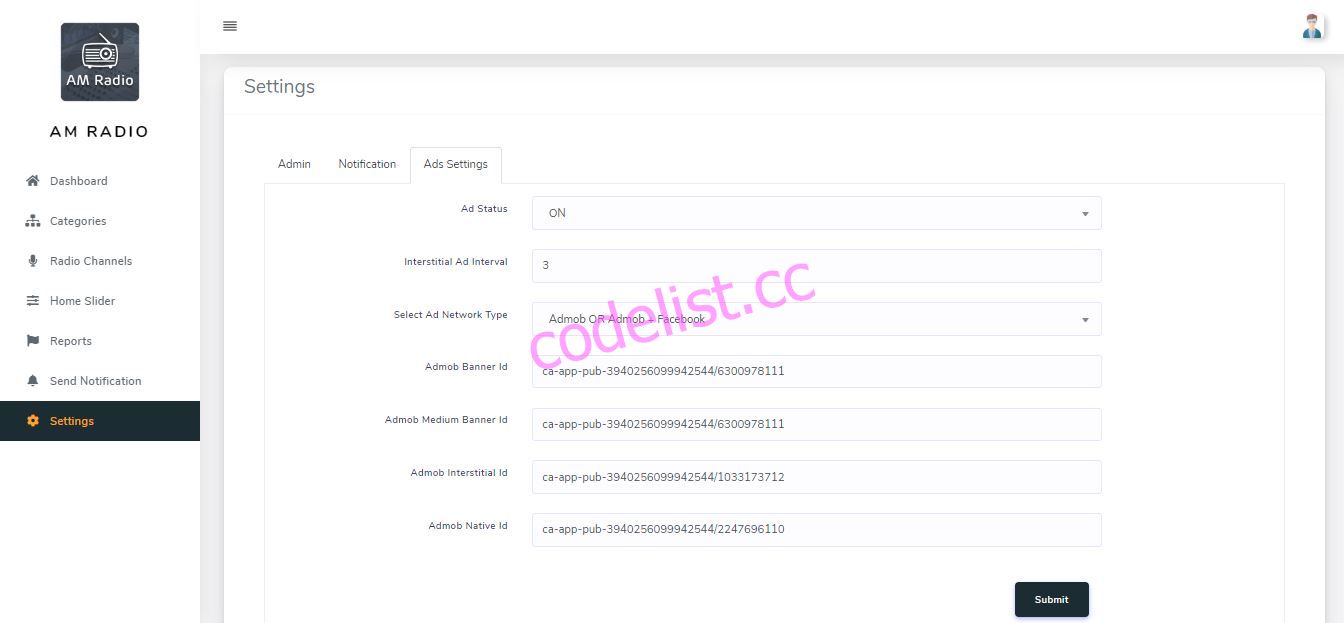 AM Radio
AM RADIO
Dashboard
Categories
Radio Channels
Home Slider
Reports
Send Notification
Settings
Settings
Admin Notification Ads Settings
Ad Status ON
Interstitial Ad Interval 3
Select Ad Network Type Admob OR Admob + Facebook
codelist.cc
Admob Banner Id ca-app-pub-3940256099942544/6300978111
Admob Medium Banner Id ca-app-pub-3940256099942544/6300978111
Admob Interstitial Id ca-app-pub-3940256099942544/1033173712
Admob Native Id ca-app-pub-3940256099942544/2247696110
Submit